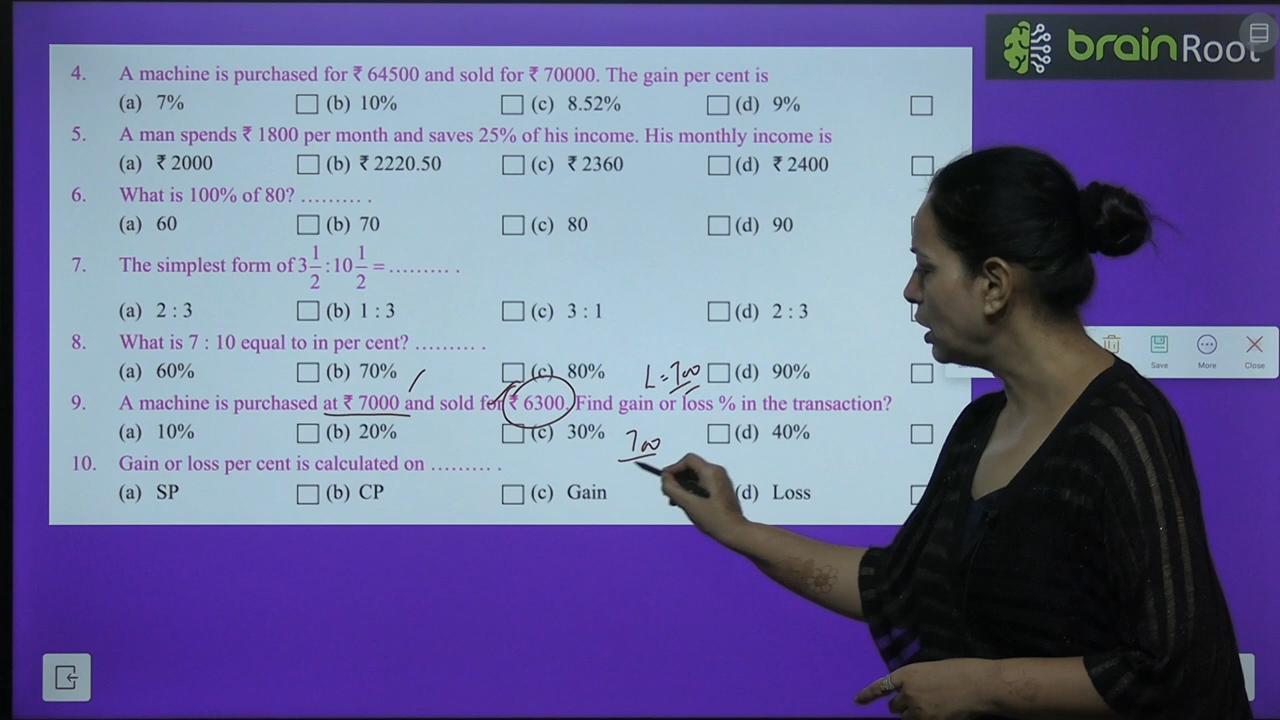 brainRoot
4. A machine is purchased for ₹ 64500 and sold for ₹ 70000. The gain per cent is
(a) 7% (b) 10% (c) 8.52% (d) 9%
5. A man spends ₹ 1800 per month and saves 25% of his income. His monthly income is
(a) ₹ 2000 (b) ₹ 2220.50 (c) ₹ 2360 (d) ₹ 2400
6. What is 100% of 80? ......... .
(a) 60 (b) 70 (c) 80 (d) 90
7. The simplest form of 3 1/2 : 10 1/2 = ......... .
(a) 2 : 3 (b) 1 : 3 (c) 3 : 1 (d) 2 : 3
8. What is 7 : 10 equal to in per cent? ......... .
(a) 60% (b) 70% (c) 80% (d) 90%
L = 700
9. A machine is purchased at ₹ 7000 and sold for ₹ 6300. Find gain or loss % in the transaction?
(a) 10% (b) 20% (c) 30% (d) 40%
700
10. Gain or loss per cent is calculated on ......... .
(a) SP (b) CP (c) Gain (d) Loss
Save More Close